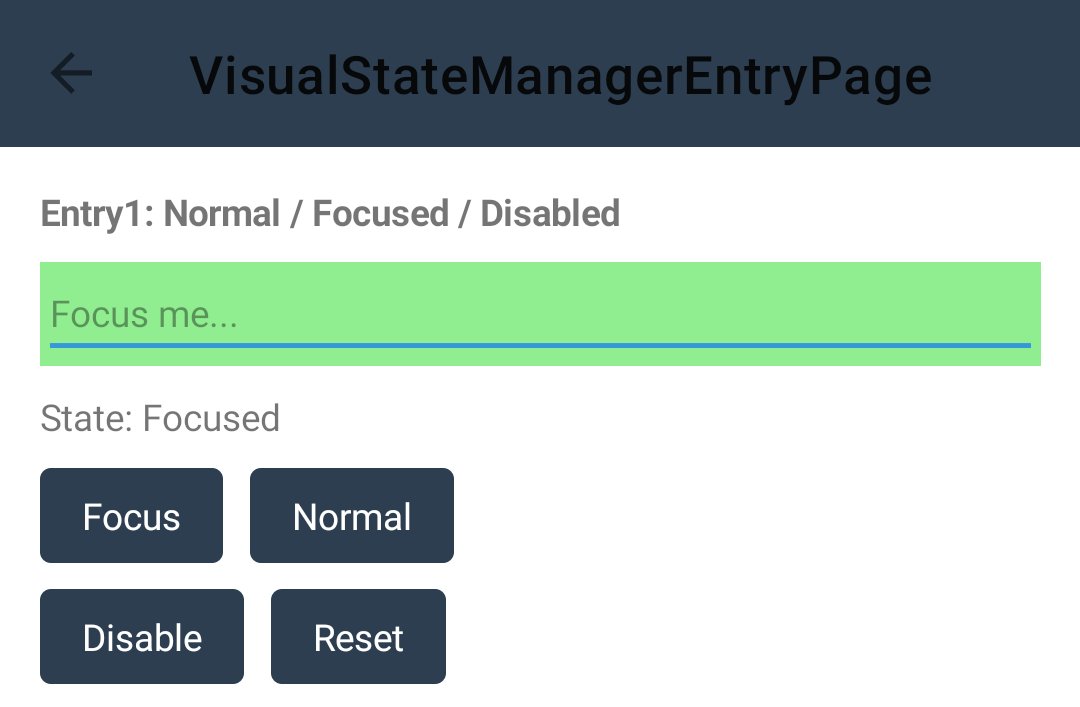 VisualStateManagerEntryPage
Entry1: Normal / Focused / Disabled
Focus me...
State: Focused
Focus Normal
Disable Reset